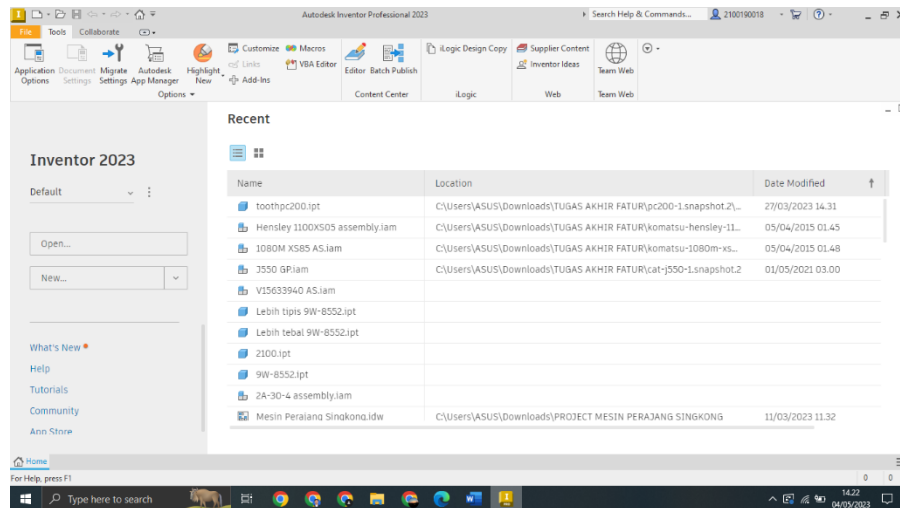 Autodesk Inventor Professional 2023
Search Help & Commands...
2100190018
File Tools Collaborate
Application Options
Document Settings
Migrate Settings
Autodesk App Manager
Highlight New
Customize
Links
Add-Ins
Macros
VBA Editor
Options
Editor
Batch Publish
Content Center
iLogic Design Copy
iLogic
Supplier Content
Inventor Ideas
Web
Team Web
Team Web
Inventor 2023
Default
Open...
New...
What's New
Help
Tutorials
Community
App Store
Recent
Name Location Date Modified
toothpc200.ipt C:\Users\ASUS\Downloads\TUGAS AKHIR FATUR\pc200-1.snapshot.2\... 27/03/2023 14.31
Hensley 1100XS05 assembly.iam C:\Users\ASUS\Downloads\TUGAS AKHIR FATUR\komatsu-hensley-11... 05/04/2015 01.45
1080M XS85 AS.iam C:\Users\ASUS\Downloads\TUGAS AKHIR FATUR\komatsu-1080m-xs... 05/04/2015 01.48
J550 GP.iam C:\Users\ASUS\Downloads\TUGAS AKHIR FATUR\cat-j550-1.snapshot.2 01/05/2021 03.00
V15633940 AS.iam
Lebih tipis 9W-8552.ipt
Lebih tebal 9W-8552.ipt
2100.ipt
9W-8552.ipt
2A-30-4 assembly.iam
Mesin Perajang Singkong.idw C:\Users\ASUS\Downloads\PROJECT MESIN PERAJANG SINGKONG 11/03/2023 11.32
Home
For Help, press F1
0 0
Type here to search
14.22
04/05/2023